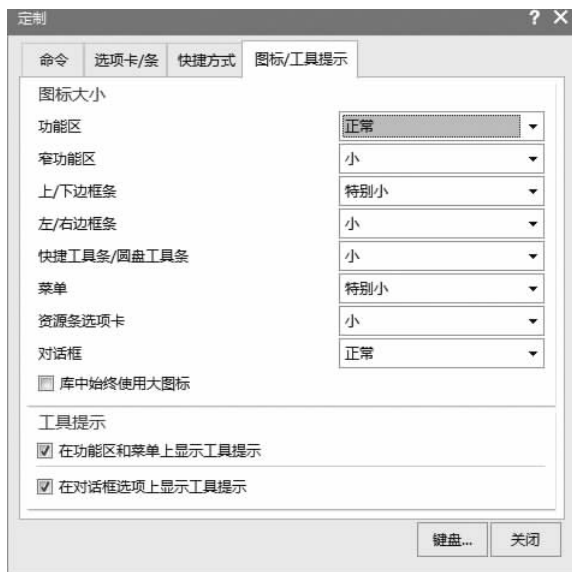 定制 ? ×
命令 选项卡/条 快捷方式 图标/工具提示
图标大小
功能区 正常
窄功能区 小
上/下边框条 特别小
左/右边框条 小
快捷工具条/圆盘工具条 小
菜单 特别小
资源条选项卡 小
对话框 正常
库中始终使用大图标
工具提示
在功能区和菜单上显示工具提示
在对话框选项上显示工具提示
键盘... 关闭